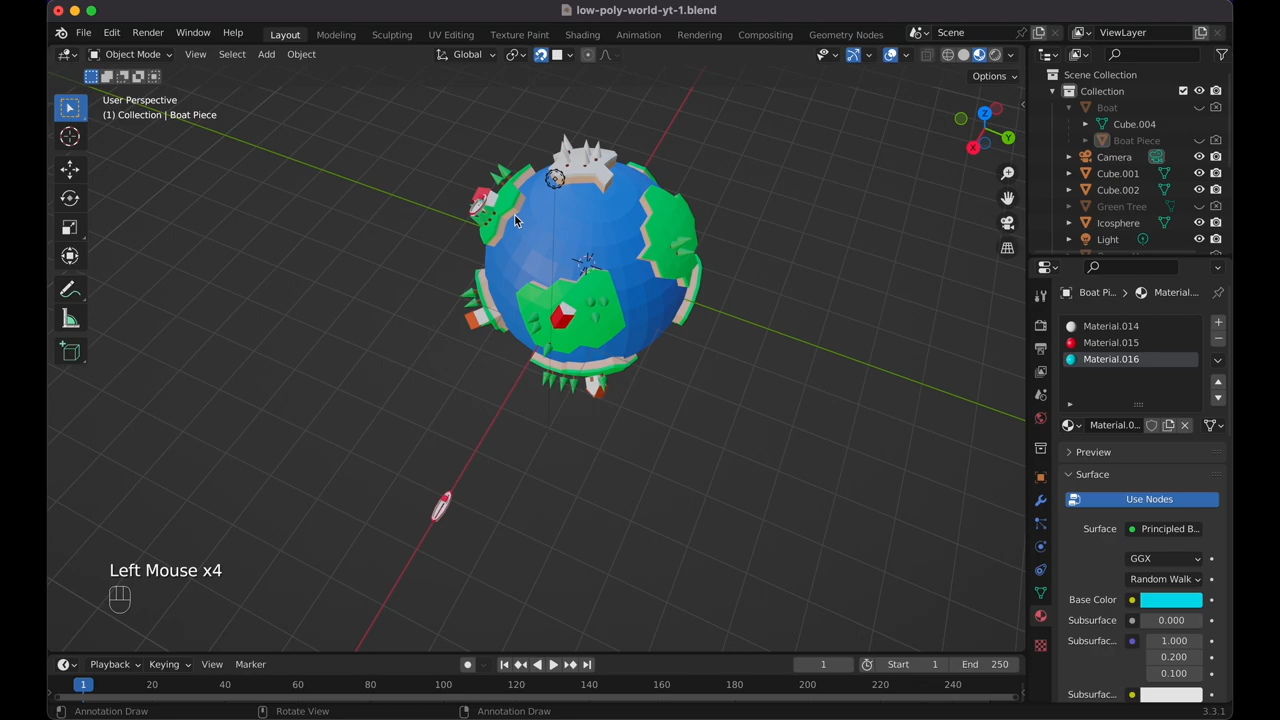 low-poly-world-yt-1.blend
File Edit Render Window Help Layout Modeling Sculpting UV Editing Texture Paint Shading Animation Rendering Compositing Geometry Nodes Scene ViewLayer
Object Mode View Select Add Object Global
Options
User Perspective
(1) Collection | Boat Piece
Scene Collection
Collection
Boat
Cube.004
Boat Piece
Camera
Cube.001
Cube.002
Green Tree
Icosphere
Light
Boat Pi... Material....
Material.014
Material.015
Material.016
Material.0...
Preview
Surface
Use Nodes
Surface Principled B...
GGX
Random Walk
Base Color
Subsurface 0.000
Subsurfac... 1.000
0.200
0.100
Subsurfac...
Left Mouse x4
Playback Keying View Marker 1 Start 1 End 250
1 20 40 60 80 100 120 140 160 180 200 220 240
Annotation Draw Rotate View Annotation Draw 3.3.1
X Y Z